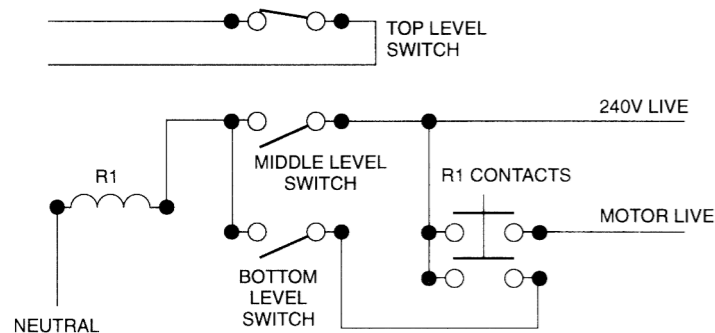 TOP LEVEL
SWITCH
240V LIVE
MIDDLE LEVEL
SWITCH
R1
R1 CONTACTS
MOTOR LIVE
BOTTOM
LEVEL
SWITCH
NEUTRAL